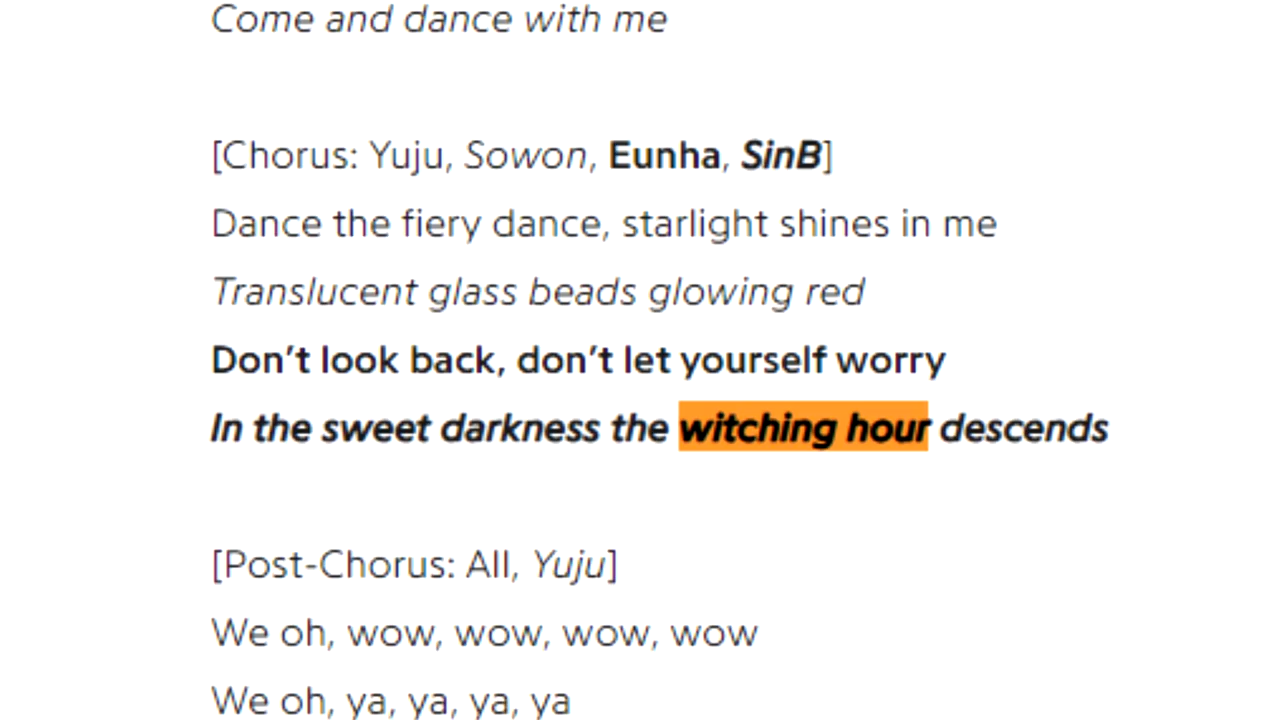 Come and dance with me
[Chorus: Yuju, Sowon, Eunha, SinB]
Dance the fiery dance, starlight shines in me
Translucent glass beads glowing red
Don’t look back, don’t let yourself worry
In the sweet darkness the witching hour descends
[Post-Chorus: All, Yuju]
We oh, wow, wow, wow, wow
We oh, ya, ya, ya, ya